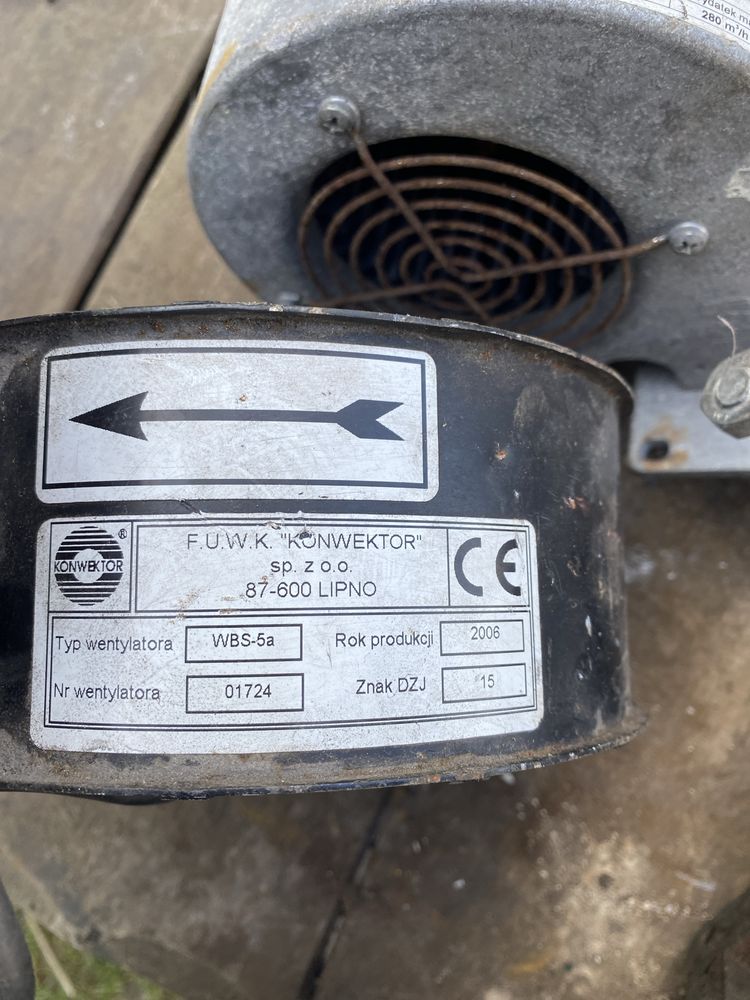 280 m³/h
KONWEKTOR ®
F.U.W.K. "KONWEKTOR"
sp. z o.o.
87-600 LIPNO
CE
Typ wentylatora WBS-5a Rok produkcji 2006
Nr wentylatora 01724 Znak DZJ 15